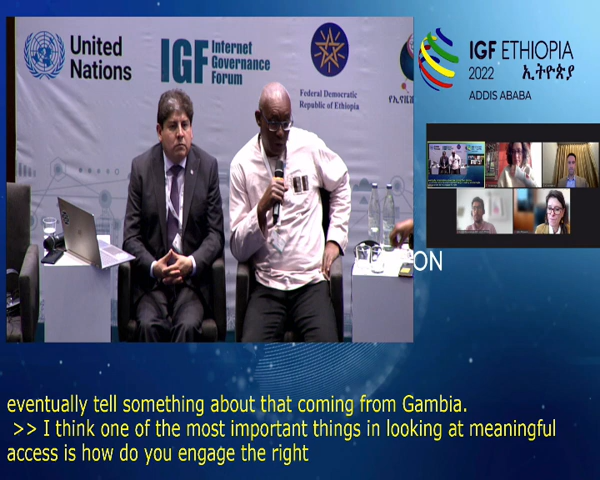 United
Nations
IGF Internet
Governance
Forum
Federal Democratic
Republic of Ethiopia
IGF ETHIOPIA
2022 ኢትዮጵያ
ADDIS ABABA
ON
eventually tell something about that coming from Gambia.
>> I think one of the most important things in looking at meaningful
access is how do you engage the right